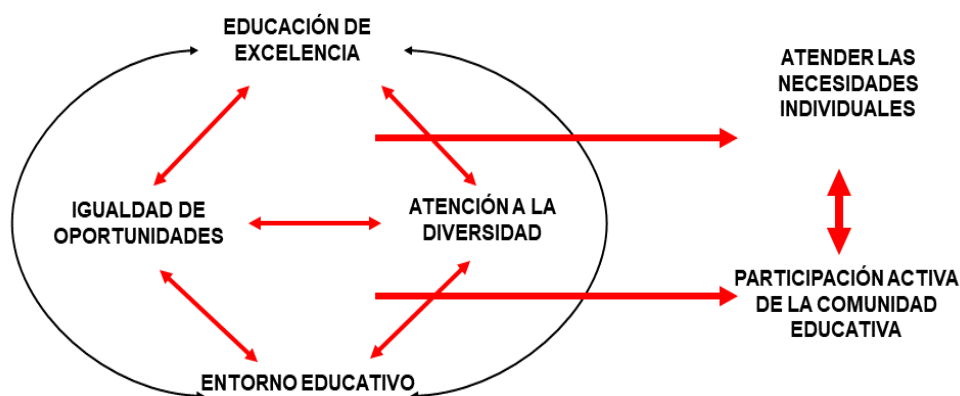 EDUCACIÓN DE
EXCELENCIA
ATENDER LAS
NECESIDADES
INDIVIDUALES
IGUALDAD DE
OPORTUNIDADES
ATENCIÓN A LA
DIVERSIDAD
PARTICIPACIÓN ACTIVA
DE LA COMUNIDAD
EDUCATIVA
ENTORNO EDUCATIVO